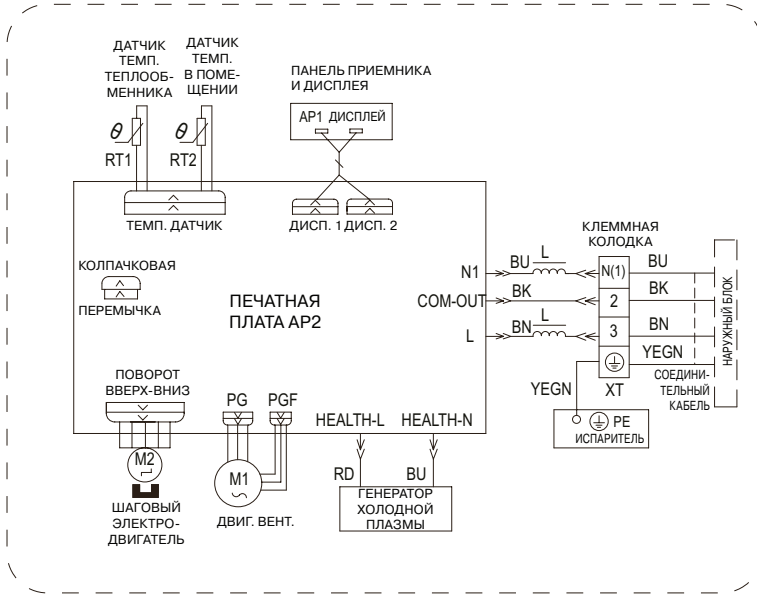 ДАТЧИК
ТЕМП.
ТЕПЛООБ-
МЕННИКА
ДАТЧИК
ТЕМП.
В ПОМЕ-
ЩЕНИИ
ПАНЕЛЬ ПРИЕМНИКА
И ДИСПЛЕЯ
AP1 ДИСПЛЕЙ
θ
RT1
θ
RT2
ТЕМП. ДАТЧИК
ДИСП. 1 ДИСП. 2
КОЛПАЧКОВАЯ
ПЕРЕМЫЧКА
ПЕЧАТНАЯ
ПЛАТА AP2
N1
COM-OUT
L
BU
L
BK
BN
L
КЛЕММНАЯ
КОЛОДКА
N(1)
2
3
XT
BU
BK
BN
YEGN
НАРУЖНЫЙ БЛОК
СОЕДИНИ-
ТЕЛЬНЫЙ
КАБЕЛЬ
YEGN
PE
ИСПАРИТЕЛЬ
ПОВОРОТ
ВВЕРХ-ВНИЗ
M2
ШАГОВЫЙ
ЭЛЕКТРО-
ДВИГАТЕЛЬ
PG
PGF
M1
ДВИГ. ВЕНТ.
HEALTH-L
HEALTH-N
RD
BU
ГЕНЕРАТОР
ХОЛОДНОЙ
ПЛАЗМЫ